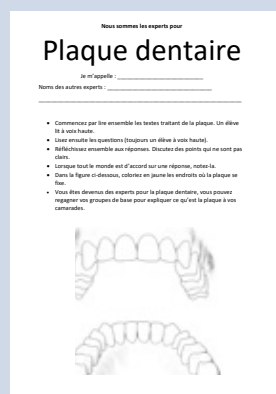 Nous sommes les experts pour
Plaque dentaire
Je m'appelle : ______________________
Noms des autres experts : ______________________________
____________________________________________________________
• Commencez par lire ensemble les textes traitant de la plaque. Un élève
lit à voix haute.
• Lisez ensuite les questions (toujours un élève à voix haute).
• Réfléchissez ensemble aux réponses. Discutez des points qui ne sont pas
clairs.
• Lorsque tout le monde est d'accord sur une réponse, notez-la.
• Dans la figure ci-dessous, coloriez en jaune les endroits où la plaque se
fixe.
• Vous êtes devenus des experts pour la plaque dentaire, vous pouvez
regagner vos groupes de base pour expliquer ce qu'est la plaque à vos
camarades.